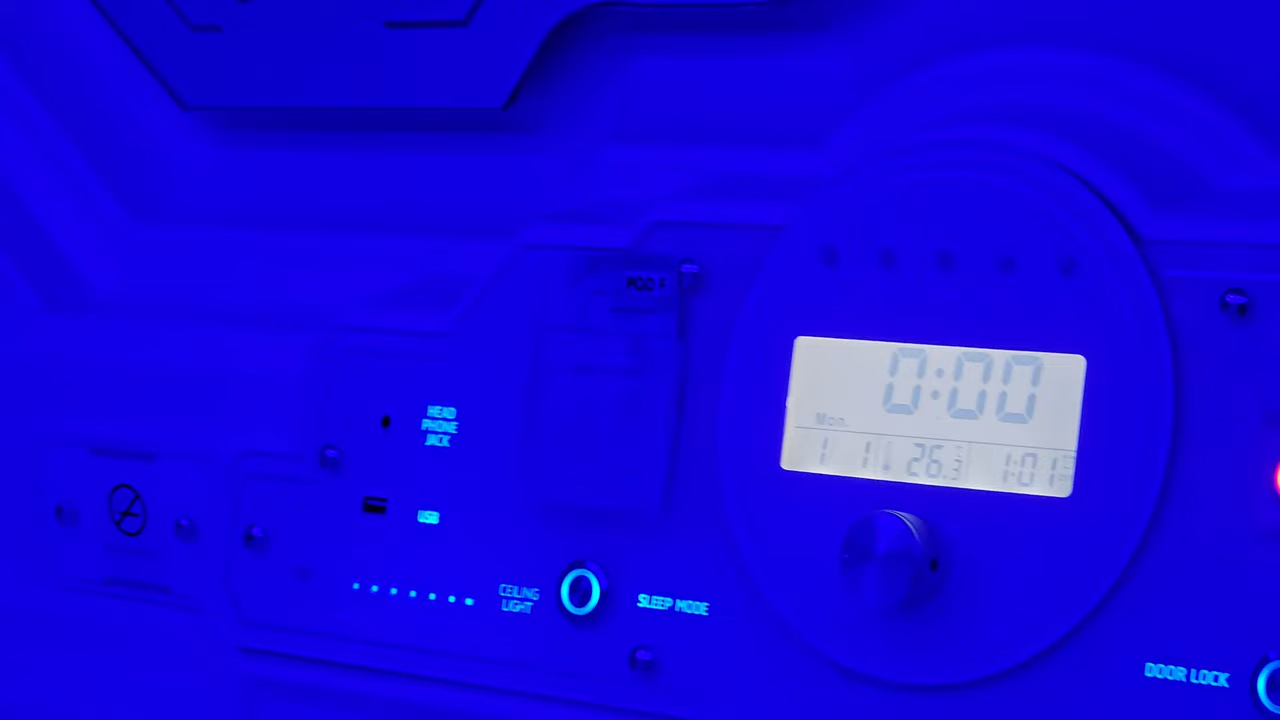 POD F
0:00
Mon.
1 1 26.3 1:01
HEAD
PHONE
JACK
USB
CEILING
LIGHT
SLEEP MODE
DOOR LOCK